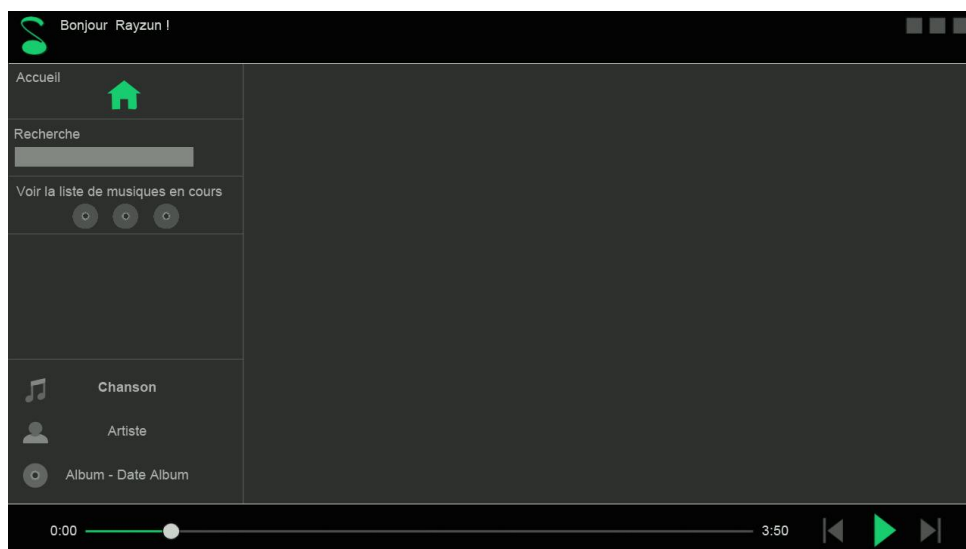 Bonjour Rayzun !
Accueil
Recherche
Voir la liste de musiques en cours
Chanson
Artiste
Album - Date Album
0:00
3:50